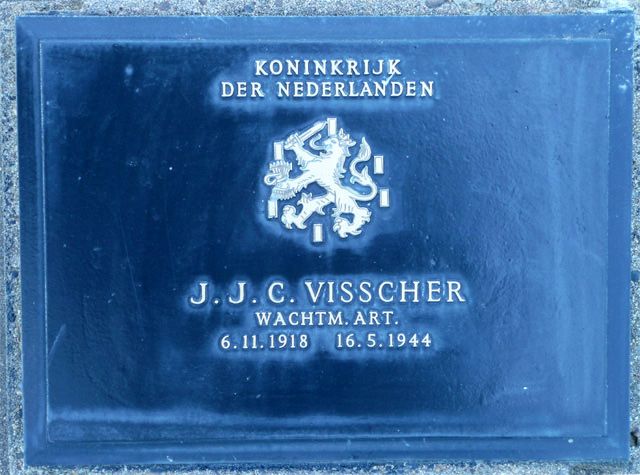 KONINKRIJK
DER NEDERLANDEN
J. J. C. VISSCHER
WACHTM. ART.
6.11.1918 16.5.1944